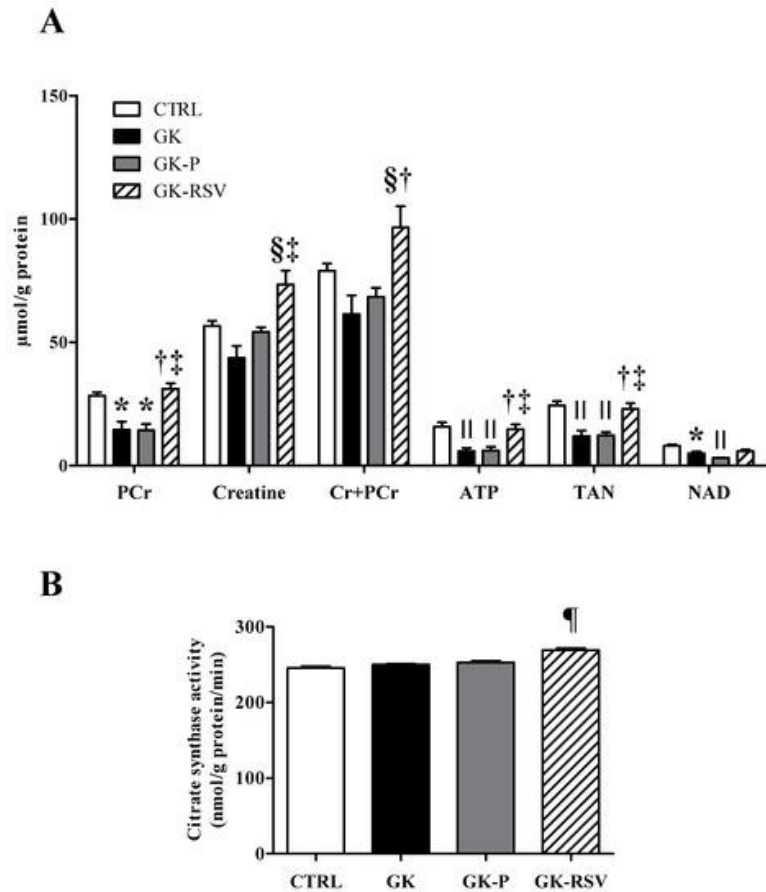 A
150
100
50
0
µmol/g protein
CTRL
GK
GK-P
GK-RSV
* * †‡
§‡
§†
|| || †‡
|| || †‡
* ||
PCr Creatine Cr+PCr ATP TAN NAD
B
300
200
100
0
Citrate synthase activity
(nmol/g protein/min)
¶
CTRL GK GK-P GK-RSV